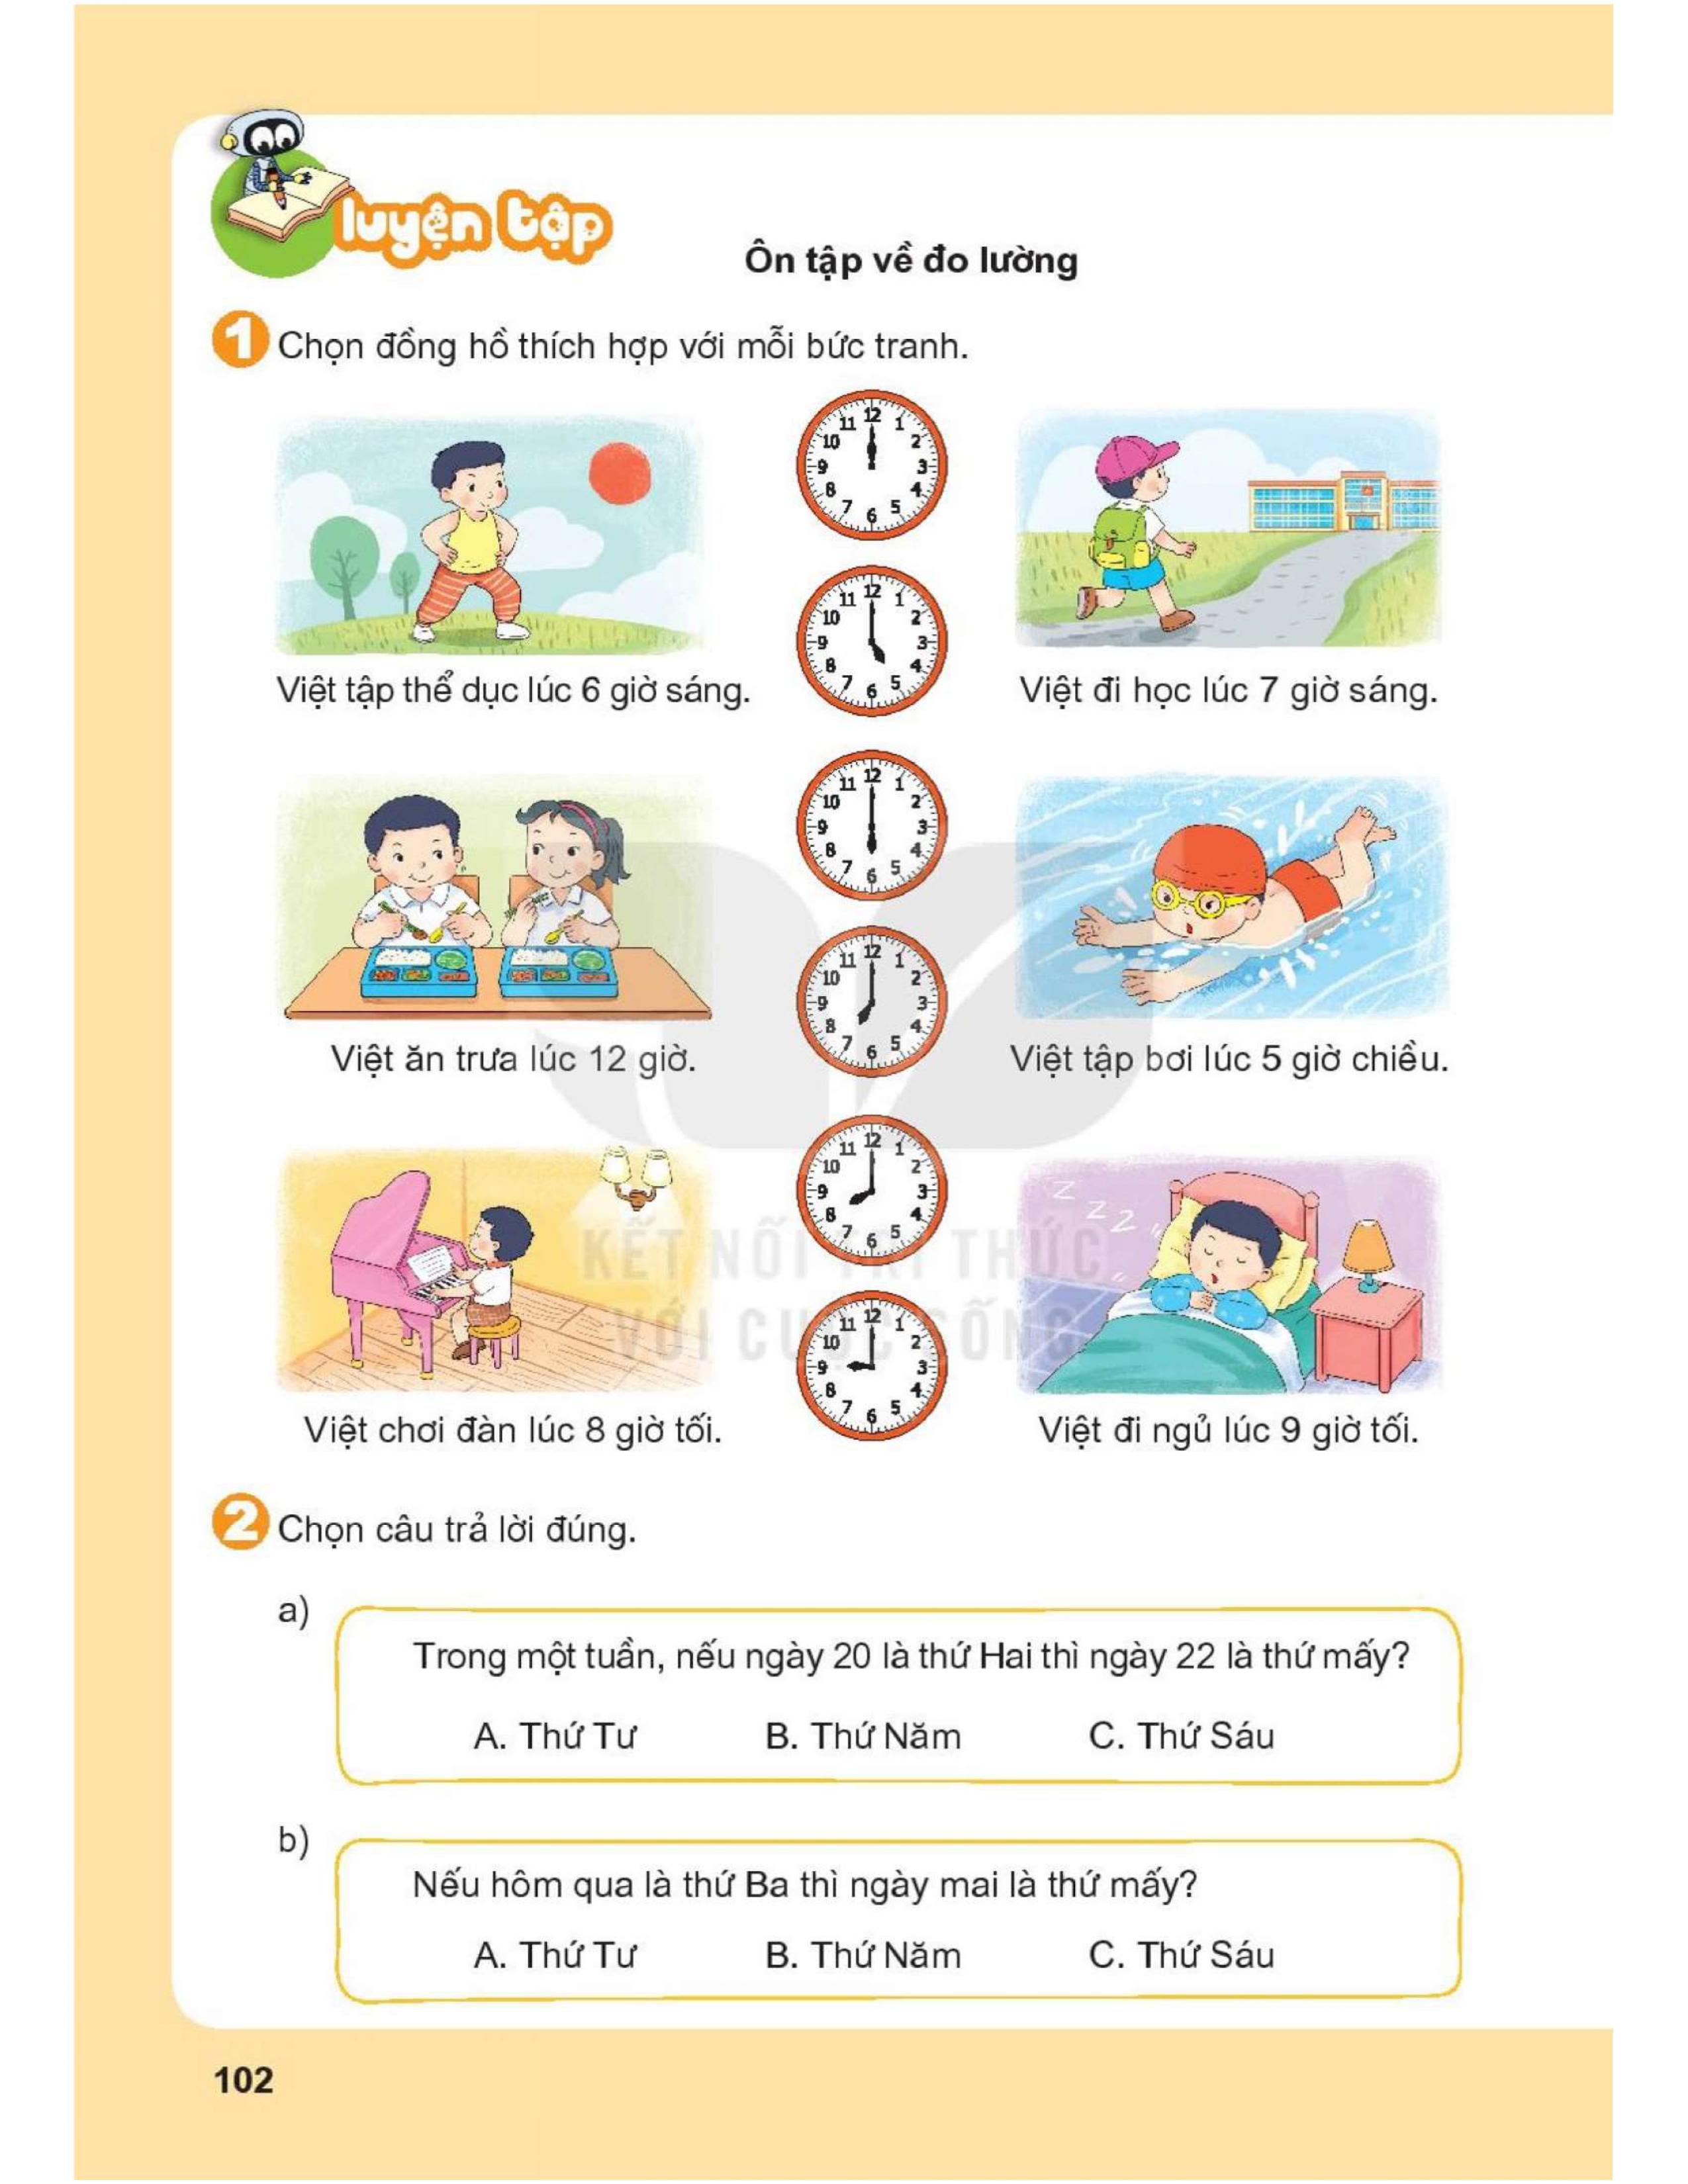 luyện tập
Ôn tập về đo lường
1 Chọn đồng hồ thích hợp với mỗi bức tranh.
11 12 1
10 2
9 3
8 4
7 6 5
11 12 1
10 2
9 3
8 4
7 6 5
Việt tập thể dục lúc 6 giờ sáng.
Việt đi học lúc 7 giờ sáng.
11 12 1
10 2
9 3
8 4
7 6 5
11 12 1
10 2
9 3
8 4
7 6 5
Z
Z Z
Việt ăn trưa lúc 12 giờ.
Việt tập bơi lúc 5 giờ chiều.
11 12 1
10 2
9 3
8 4
7 6 5
KẾT NỐI TRI THỨC
VỚI CUỘC SỐNG
11 12 1
10 2
9 3
8 4
7 6 5
Việt chơi đàn lúc 8 giờ tối.
Việt đi ngủ lúc 9 giờ tối.
2 Chọn câu trả lời đúng.
a)
Trong một tuần, nếu ngày 20 là thứ Hai thì ngày 22 là thứ mấy?
A. Thứ Tư B. Thứ Năm C. Thứ Sáu
b)
Nếu hôm qua là thứ Ba thì ngày mai là thứ mấy?
A. Thứ Tư B. Thứ Năm C. Thứ Sáu
102